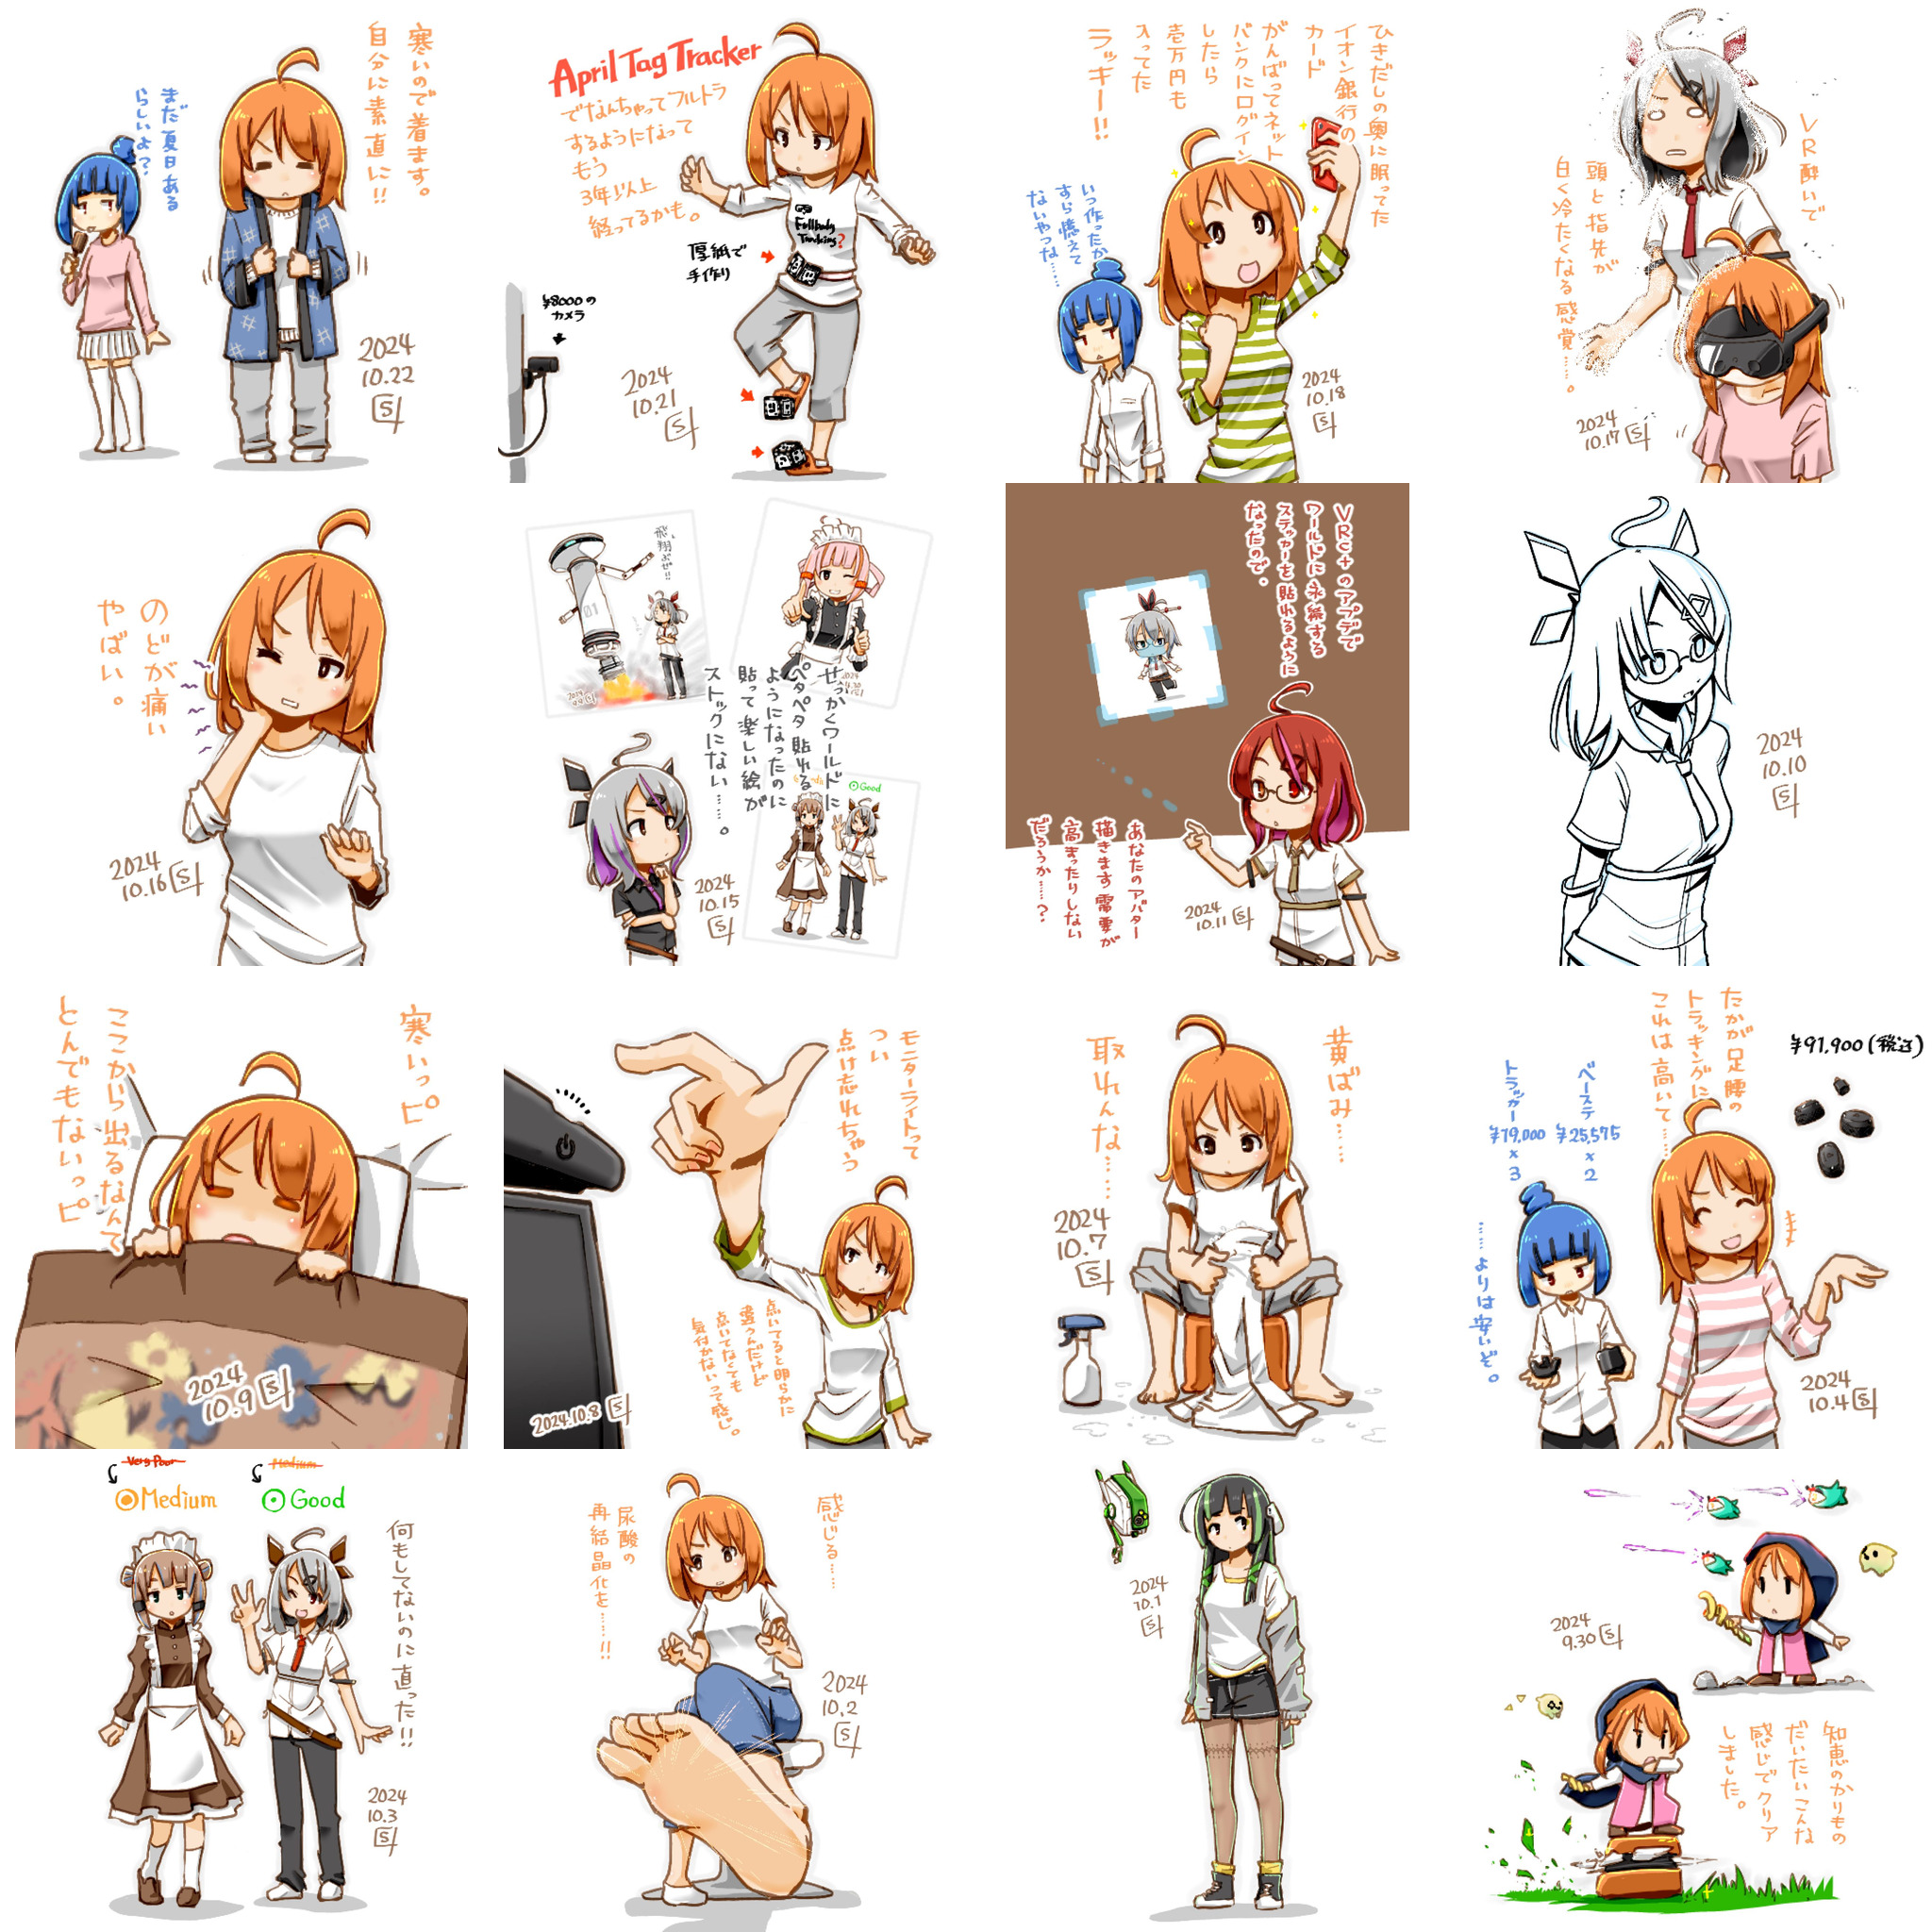 寒いので着ます。
自分に素直に!!
まだ夏日ある
らしいよ?
2024
10.22
April Tag Tracker
でなんちゃってフルトラ
するようになって
もう
3年以上
経ってるかも。
Fullbody
Tracking?
厚紙で
手作り
¥8000の
カメラ
2024
10.21
ひきだしの奥に眠ってた
イオン銀行の
カード
がんばってネット
バンクにログイン
したら
壱万円も
入ってた
ラッキー!!
いつ作ったか
すら憶えて
ないやつな……
2024
10.18
VR酔いで
頭と指先が
白く冷たくなる感覚……。
2024
10.17
のどが痛い
やばい。
2024
10.16
飛翔ぶぜ!!
01
せっかくワールドに
ペタペタ貼れる
ようになったのに
貼って楽しい絵が
ストックにない……。
Good
2024
10.15
VRC+のアプデで
ワールドに永続する
ステッカーを貼れるように
なったので。
あなたのアバター
描きます需要が
高まったりしない
だろうか……?
2024
10.11
2024
10.10
寒いっピ
ここから出るなんて
とんでもないっピ
2024
10.9
モニターライトって
つい
点け忘れちゃう
点いてると明らかに
違うんだけど
点いてなくても
気付かないって感じ。
2024.10.8
黄ばみ……
取れんな……
2024
10.7
たかが足腰の
トラッキングに
これは高いて……
¥91,900(税込)
ベーステ
¥25,575
x
2
トラッカー
¥19,000
x
3
……よりは安いぞ。
2024
10.4
Very Poor
Medium
Medium
Good
何もしてないのに直った!!
2024
10.3
感じる……
尿酸の
再結晶化を……!!
2024
10.2
2024
10.1
2024
9.30
知恵のかりもの
だいたいこんな
感じでクリア
しました。